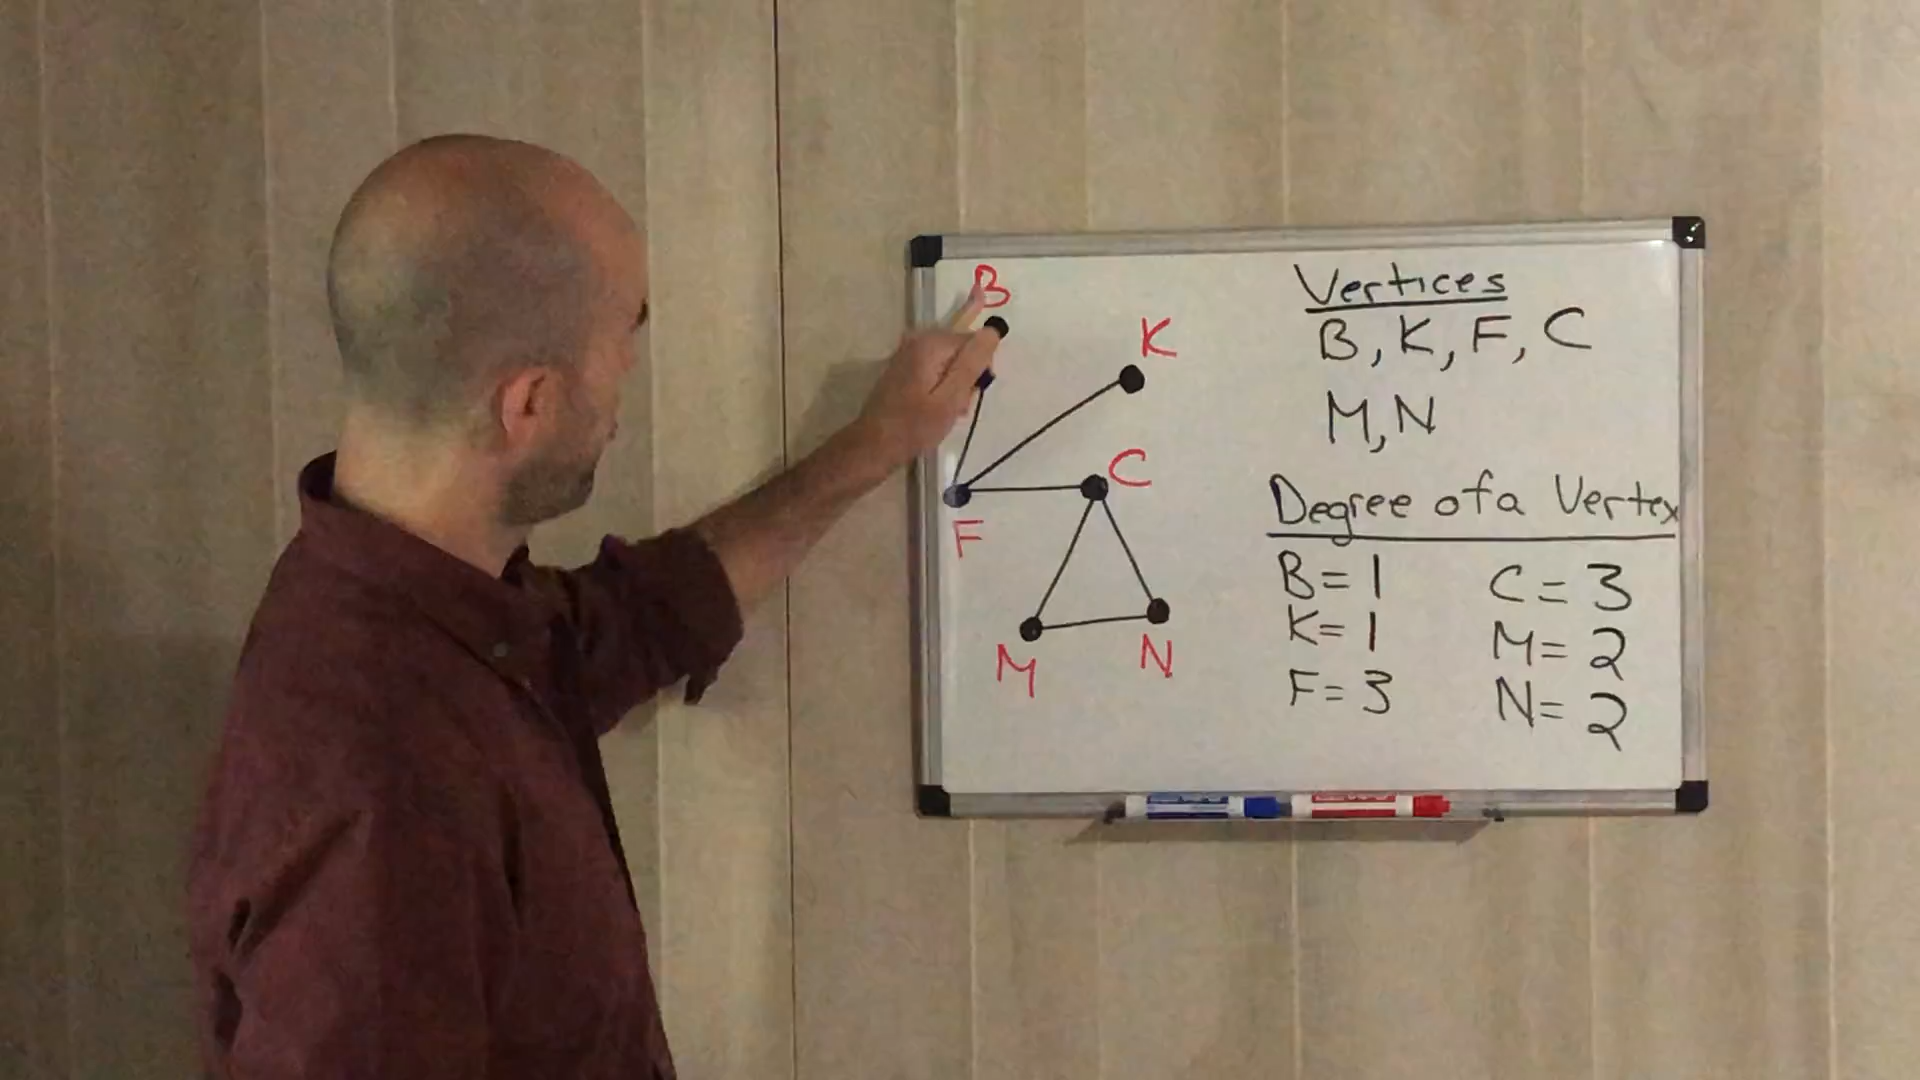 B
K
C
F
M
N
Vertices
B, K, F, C
M, N
Degree of a Vertex
B = 1
C = 3
K = 1
M = 2
F = 3
N = 2